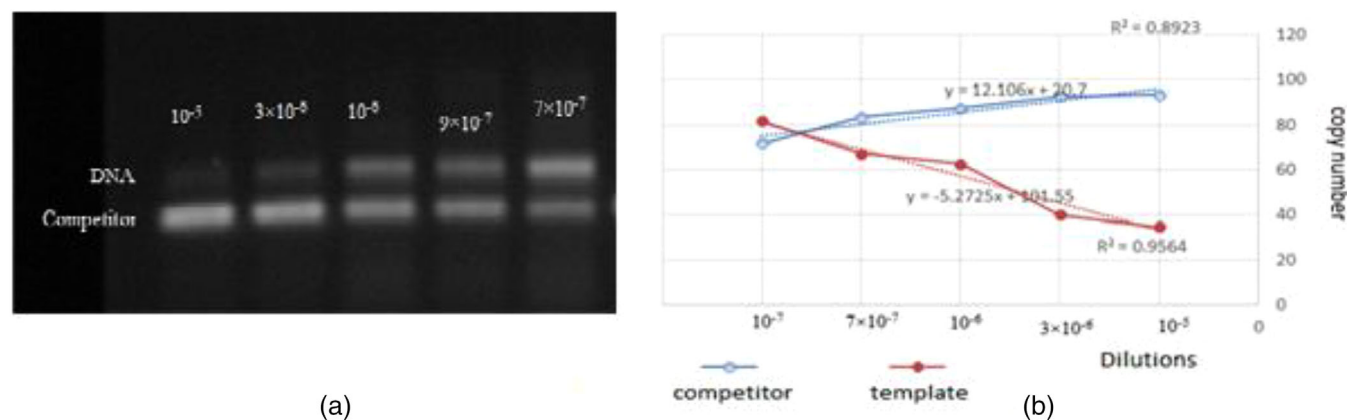 10⁻⁵ 3×10⁻⁶ 10⁻⁶ 9×10⁻⁷ 7×10⁻⁷
DNA
Competitor
(a)
R² = 0.8923
120
100
80
60
40
20
0
copy number
y = 12.106x + 20.7
y = -5.2725x + 101.55
R² = 0.9564
10⁻⁷ 7×10⁻⁷ 10⁻⁶ 3×10⁻⁶ 10⁻⁵ 0
Dilutions
competitor template
(b)